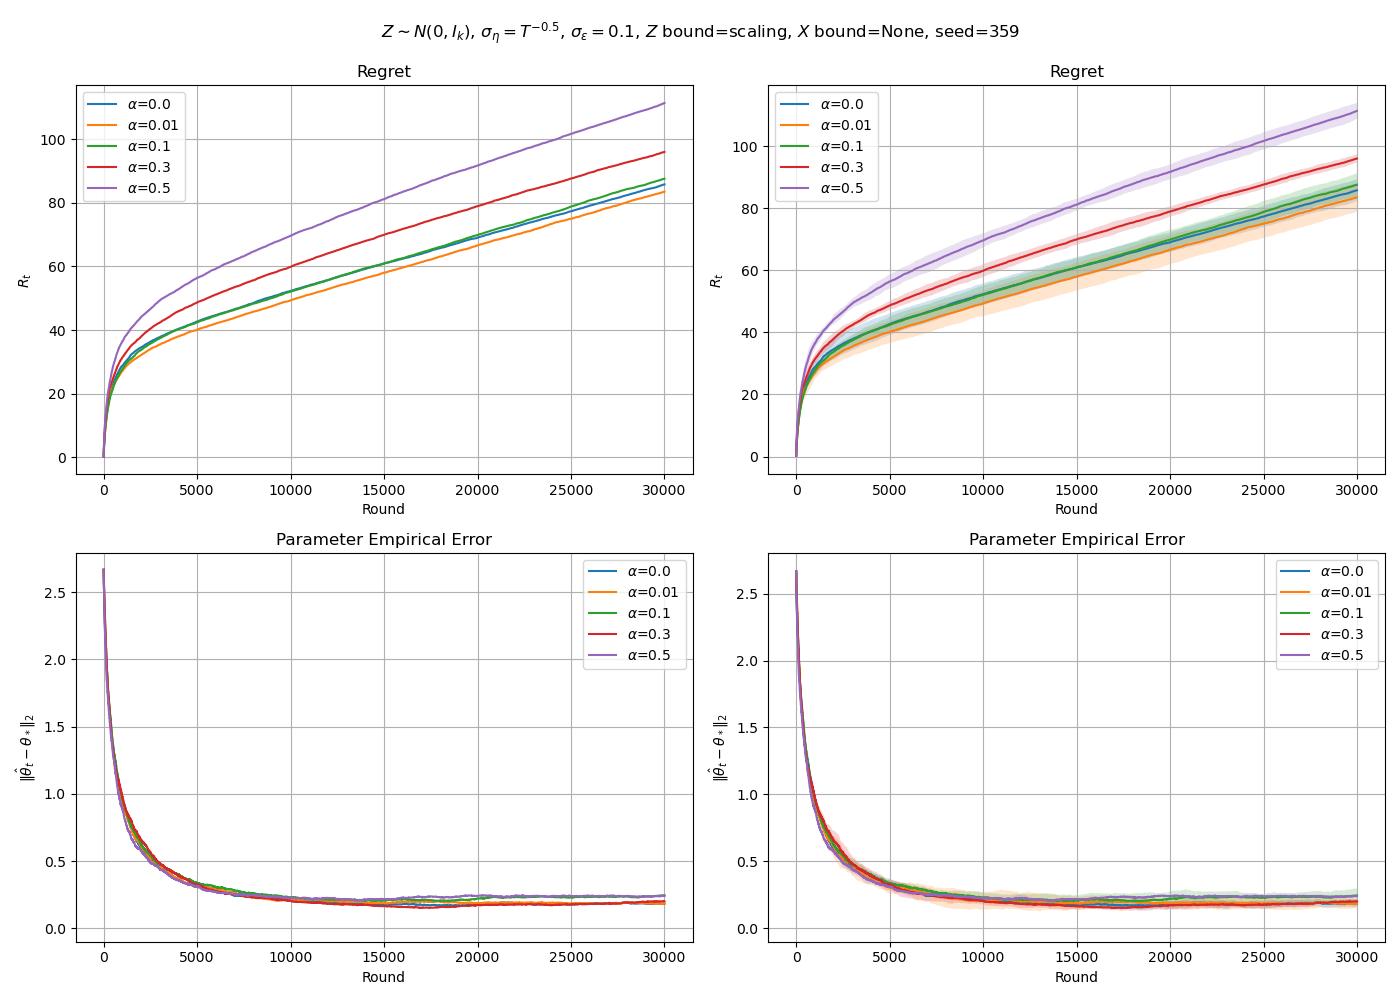 Z ~ N(0, I_k), σ_η = T^{−0.5}, σ_ε = 0.1, Z bound=scaling, X bound=None, seed=359
Regret
α=0.0
α=0.01
α=0.1
α=0.3
α=0.5
100
80
60
40
20
0
R_t
0 5000 10000 15000 20000 25000 30000
Round
Regret
α=0.0
α=0.01
α=0.1
α=0.3
α=0.5
100
80
60
40
20
0
R_t
0 5000 10000 15000 20000 25000 30000
Round
Parameter Empirical Error
α=0.0
α=0.01
α=0.1
α=0.3
α=0.5
2.5
2.0
1.5
1.0
0.5
0.0
‖θ̂_t − θ_*‖₂
0 5000 10000 15000 20000 25000 30000
Round
Parameter Empirical Error
α=0.0
α=0.01
α=0.1
α=0.3
α=0.5
2.5
2.0
1.5
1.0
0.5
0.0
‖θ̂_t − θ_*‖₂
0 5000 10000 15000 20000 25000 30000
Round